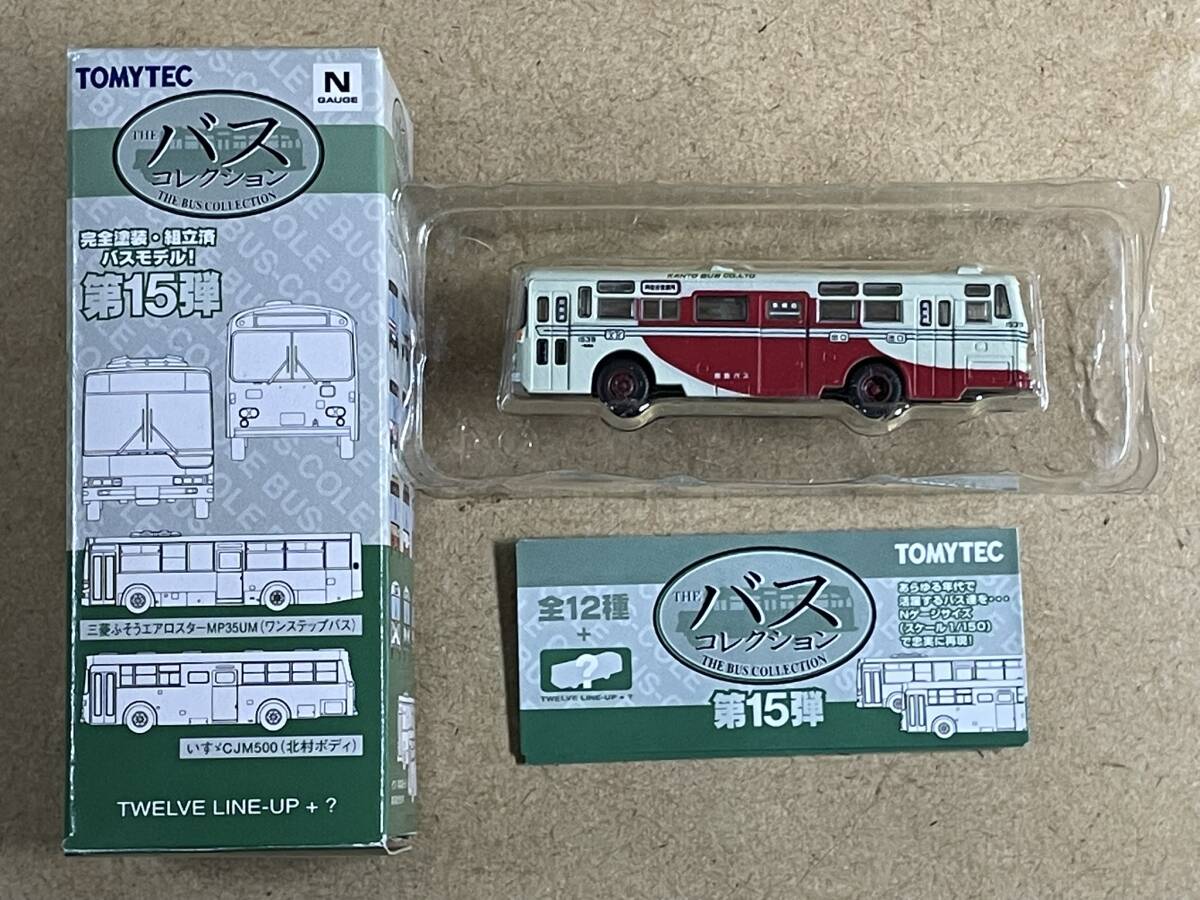 TOMYTEC
N
GAUGE
THE
バス
コレクション
THE BUS COLLECTION
完全塗装・組立済
バスモデル!
第15弾
三菱ふそうエアロスターMP35UM(ワンステップバス)
いすゞCJM500(北村ボディ)
TWELVE LINE-UP + ?
KANTO BUS CO.,LTD
出口
関東バス
TOMYTEC
全12種
+
?
TWELVE LINE-UP + ?
THE
バス
コレクション
THE BUS COLLECTION
第15弾
あらゆる年代で
活躍するバス達を・・・
Nゲージサイズ
(スケール1/150)
で忠実に再現!